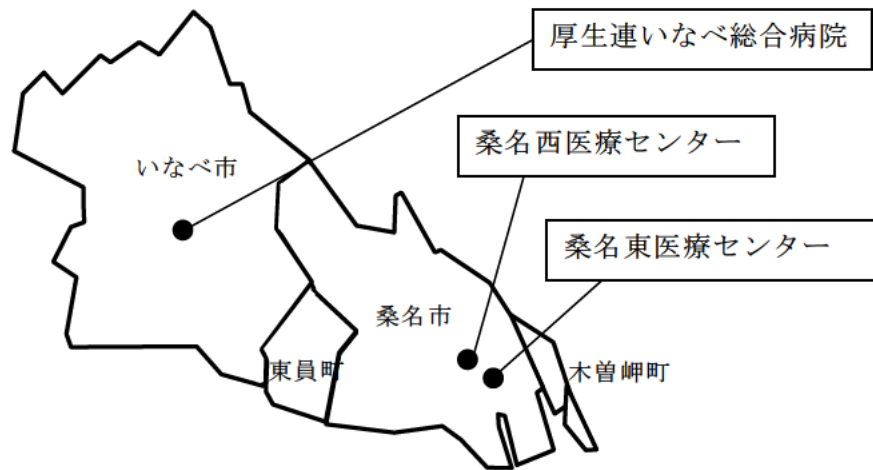 厚生連いなべ総合病院
桑名西医療センター
いなべ市
桑名東医療センター
桑名市
東員町
木曽岬町